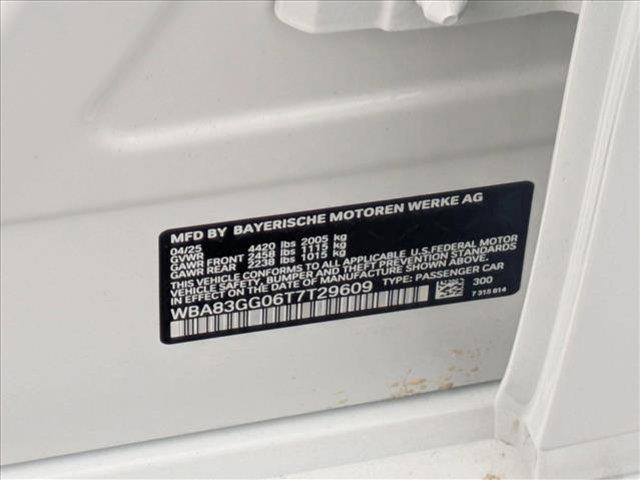 MFD BY BAYERISCHE MOTOREN WERKE AG
04/25
GVWR 4420 lbs 2005 kg
GAWR FRONT 2458 lbs 1115 kg
GAWR REAR 2238 lbs 1015 kg
THIS VEHICLE CONFORMS TO ALL APPLICABLE U.S. FEDERAL MOTOR
VEHICLE SAFETY, BUMPER, AND THEFT PREVENTION STANDARDS
IN EFFECT ON THE DATE OF MANUFACTURE SHOWN ABOVE.
WBA83GG06T7T29609 TYPE: PASSENGER CAR
300
7 315 614